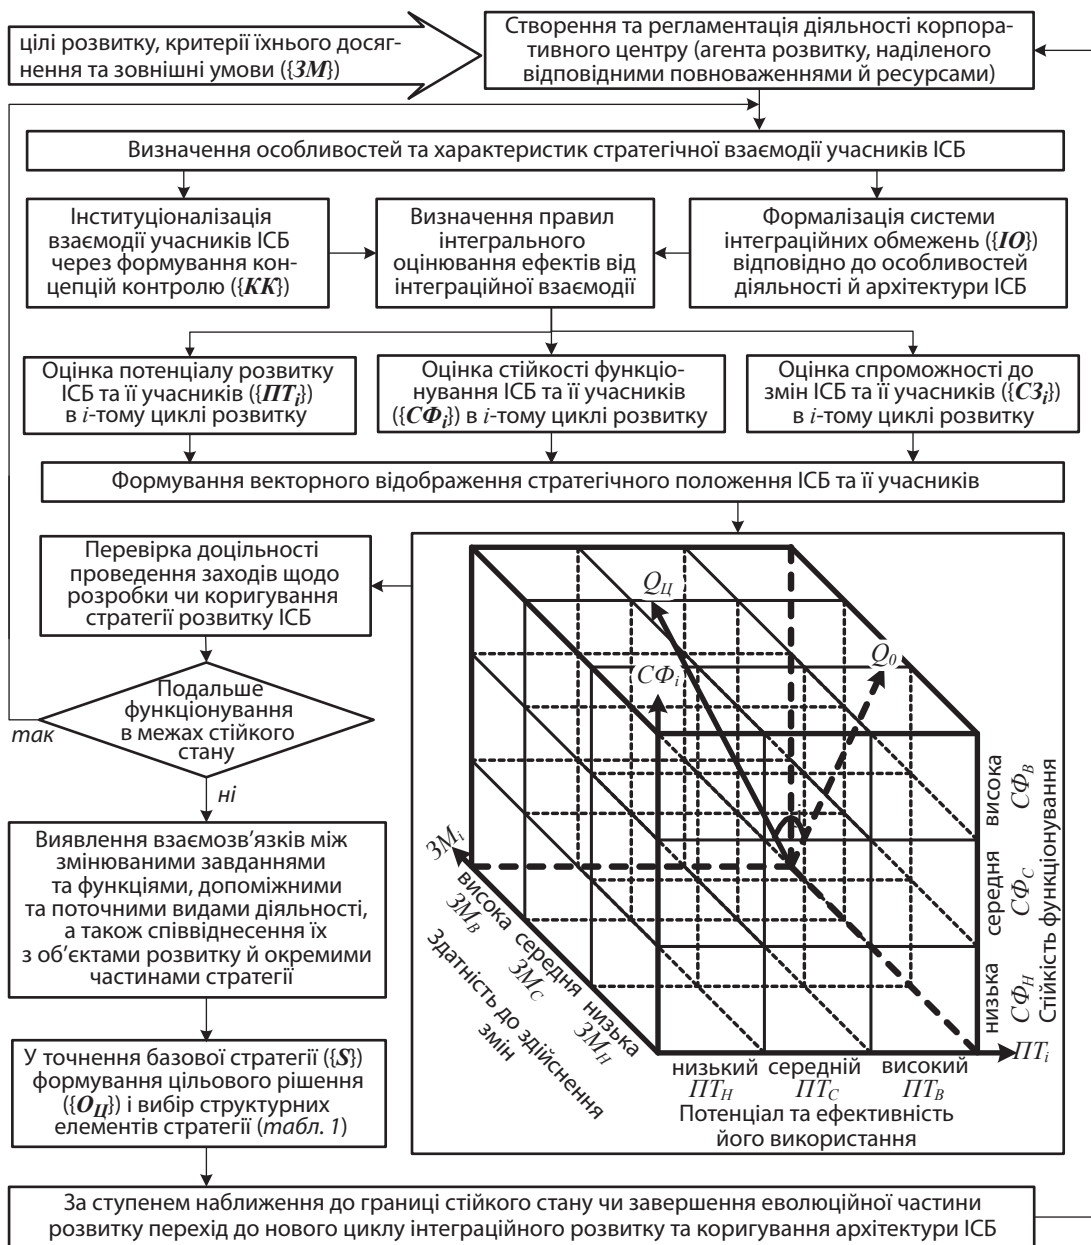 цілі розвитку, критерії їхнього досяг-
нення та зовнішні умови ({ЗМ})
Створення та регламентація діяльності корпора-
тивного центру (агента розвитку, наділеного
відповідними повноваженнями й ресурсами)
Визначення особливостей та характеристик стратегічної взаємодії учасників ІСБ
Інституціоналізація
взаємодії учасників ІСБ
через формування кон-
цепцій контролю ({КК})
Визначення правил
інтегрального
оцінювання ефектів від
інтеграційної взаємодії
Формалізація системи
інтеграційних обмежень ({ІО})
відповідно до особливостей
діяльності й архітектури ІСБ
Оцінка потенціалу розвитку
ІСБ та її учасників ({ПТi})
в i-тому циклі розвитку
Оцінка стійкості функціо-
нування ІСБ та її учасників
({СФi}) в i-тому циклі розвитку
Оцінка спроможності до
змін ІСБ та її учасників ({СЗi})
в i-тому циклі розвитку
Формування векторного відображення стратегічного положення ІСБ та її учасників
Перевірка доцільності
проведення заходів щодо
розробки чи коригування
стратегії розвитку ІСБ
Подальше
функціонування
в межах стійкого
стану
так
ні
Виявлення взаємозв’язків між
змінюваними завданнями
та функціями, допоміжними
та поточними видами діяльності,
а також співвіднесення їх
з об’єктами розвитку й окремими
частинами стратегії
У точнення базової стратегії ({S})
формування цільового рішення
({OЦ}) і вибір структурних
елементів стратегії (табл. 1)
QЦ
Q0
СФi
ЗМi
висока середня низька
ЗМВ ЗМС ЗМН
Здатність до здійснення
змін
низький середній високий
ПТН ПТС ПТВ
ПТi
Потенціал та ефективність
його використання
низька середня висока
СФН СФС СФВ
Стійкість функціонування
За ступенем наближення до границі стійкого стану чи завершення еволюційної частини
розвитку перехід до нового циклу інтеграційного розвитку та коригування архітектури ІСБ